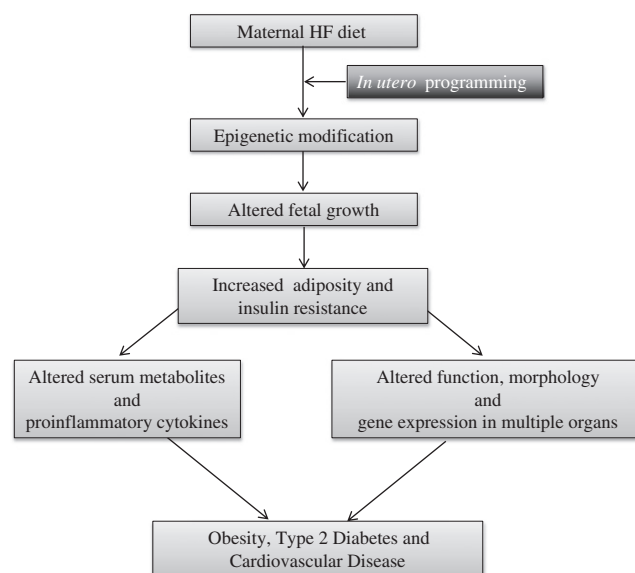 Maternal HF diet
In utero programming
Epigenetic modification
Altered fetal growth
Increased adiposity and
insulin resistance
Altered serum metabolites
and
proinflammatory cytokines
Altered function, morphology
and
gene expression in multiple organs
Obesity, Type 2 Diabetes and
Cardiovascular Disease